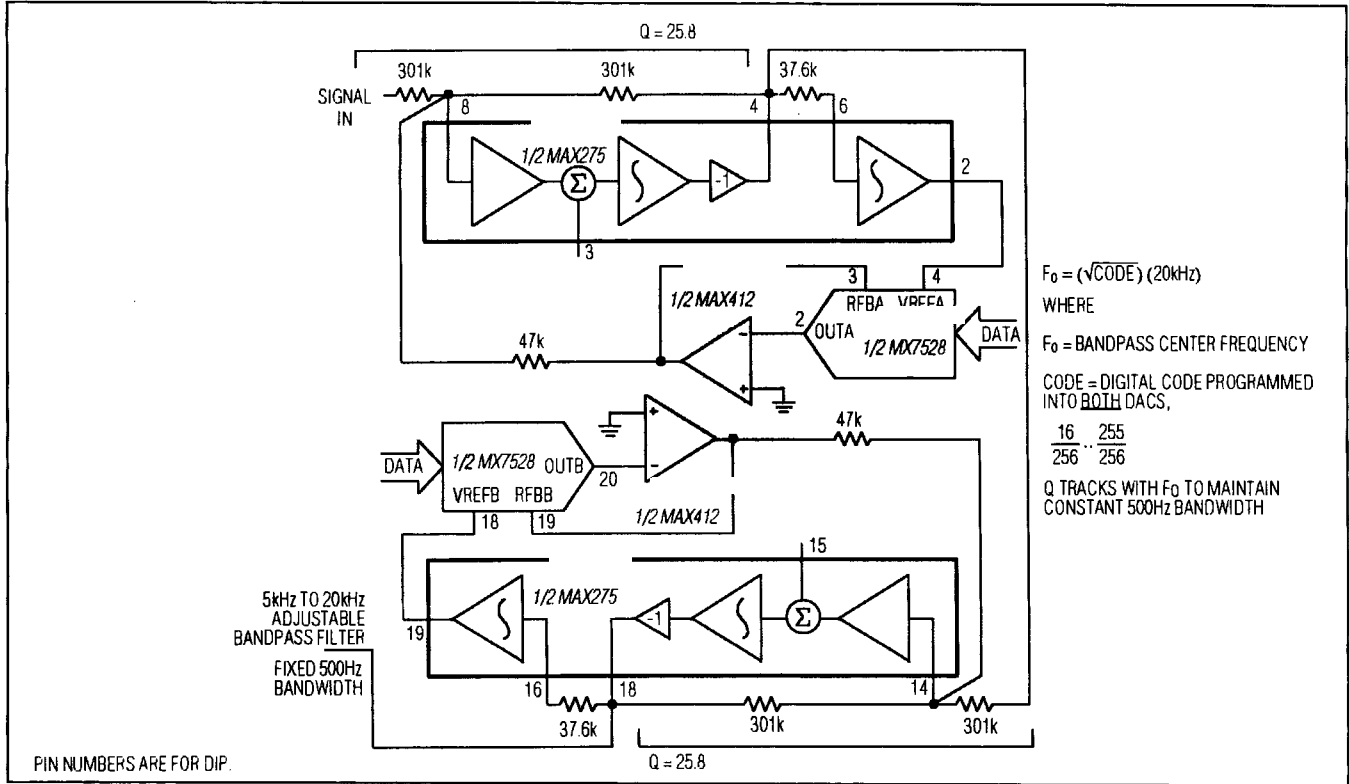 Q = 25.8
301k
301k
37.6k
SIGNAL
IN
8
4
6
1/2 MAX275
Σ
-1
2
3
3
4
1/2 MAX412
RFBA VREFA
2
OUTA
1/2 MX7528
DATA
47k
-
+
F₀ = (√CODE) (20kHz)
WHERE
F₀ = BANDPASS CENTER FREQUENCY
CODE = DIGITAL CODE PROGRAMMED
INTO BOTH DACS,
16/256 .. 255/256
Q TRACKS WITH F₀ TO MAINTAIN
CONSTANT 500Hz BANDWIDTH
47k
+
-
DATA
1/2 MX7528
OUTB
20
VREFB RFBB
18
19
1/2 MAX412
15
5kHz TO 20kHz
ADJUSTABLE
BANDPASS FILTER
FIXED 500Hz
BANDWIDTH
19
1/2 MAX275
-1
Σ
16
18
14
37.6k
301k
301k
Q = 25.8
PIN NUMBERS ARE FOR DIP.